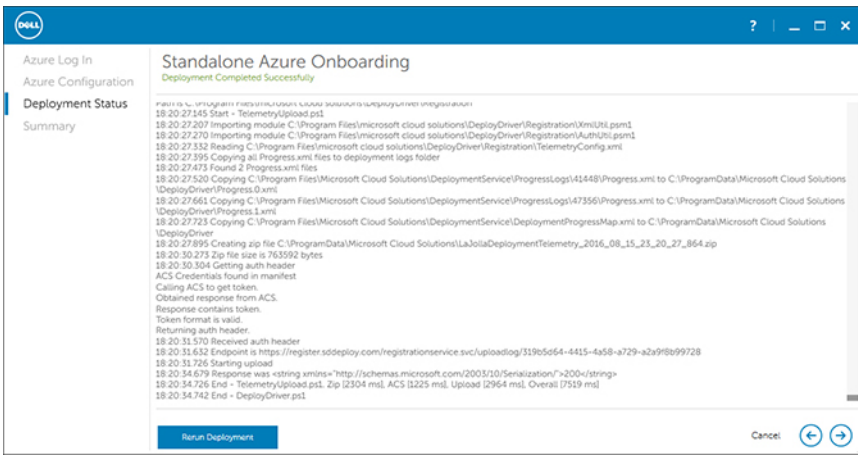 DELL
?
Azure Log In
Azure Configuration
Deployment Status
Summary
Standalone Azure Onboarding
Deployment Completed Successfully
Path is C:\Program Files\microsoft cloud solutions\DeployDriver\Registration
18:20:27.145 Start - TelemetryUpload.ps1
18:20:27.207 Importing module C:\Program Files\microsoft cloud solutions\DeployDriver\Registration\XmlUtil.psm1
18:20:27.270 Importing module C:\Program Files\microsoft cloud solutions\DeployDriver\Registration\AuthUtil.psm1
18:20:27.332 Reading C:\Program Files\microsoft cloud solutions\DeployDriver\Registration\TelemetryConfig.xml
18:20:27.395 Copying all Progress.xml files to deployment logs folder
18:20:27.473 Found 2 Progress.xml files
18:20:27.520 Copying C:\Program Files\Microsoft Cloud Solutions\DeploymentService\ProgressLogs\41448\Progress.xml to C:\ProgramData\Microsoft Cloud Solutions
\DeployDriver\Progress.0.xml
18:20:27.661 Copying C:\Program Files\Microsoft Cloud Solutions\DeploymentService\ProgressLogs\47356\Progress.xml to C:\ProgramData\Microsoft Cloud Solutions
\DeployDriver\Progress.1.xml
18:20:27.723 Copying C:\Program Files\Microsoft Cloud Solutions\DeploymentService\DeploymentProgressMap.xml to C:\ProgramData\Microsoft Cloud Solutions
\DeployDriver
18:20:27.895 Creating zip file C:\ProgramData\Microsoft Cloud Solutions\LaJollaDeploymentTelemetry_2016_08_15_23_20_27_864.zip
18:20:30.273 Zip file size is 763592 bytes
18:20:30.304 Getting auth header
ACS Credentials found in manifest
Calling ACS to get token.
Obtained response from ACS.
Response contains token.
Token format is valid.
Returning auth header.
18:20:31.570 Received auth header
18:20:31.632 Endpoint is https://register.sddeploy.com/registrationservice.svc/uploadlog/319b5d64-4415-4a58-a729-a2a9f8b99728
18:20:31.726 Starting upload
18:20:34.679 Response was <string xmlns="http://schemas.microsoft.com/2003/10/Serialization/">200</string>
18:20:34.726 End - TelemetryUpload.ps1. Zip [2304 ms], ACS [1225 ms], Upload [2964 ms], Overall [7519 ms]
18:20:34.742 End - DeployDriver.ps1
Rerun Deployment
Cancel